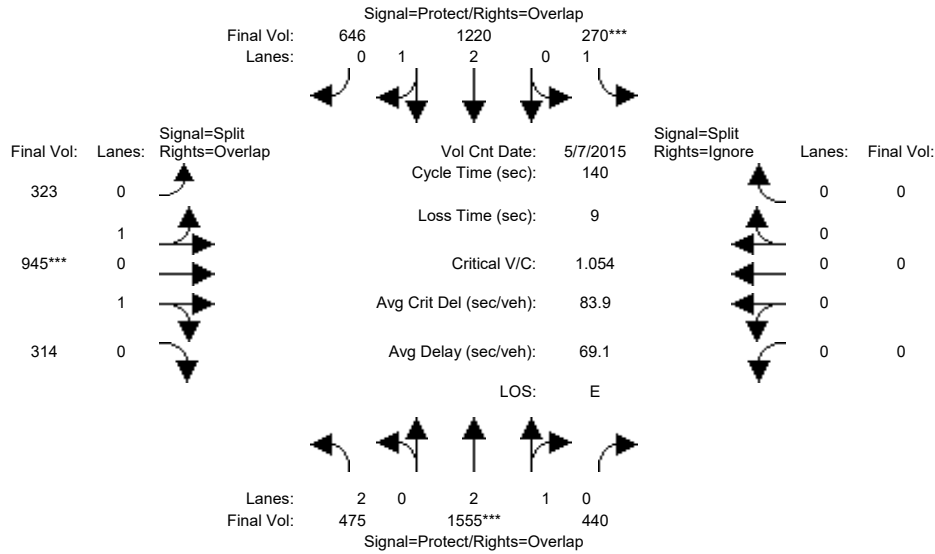 Signal=Protect/Rights=Overlap
Final Vol: 646 1220 270***
Lanes: 0 1 2 0 1
Signal=Split
Final Vol: Lanes: Rights=Overlap
Vol Cnt Date: 5/7/2015
Signal=Split
Rights=Ignore Lanes: Final Vol:
Cycle Time (sec): 140
323 0
0 0
Loss Time (sec): 9
1
0
945*** 0
Critical V/C: 1.054
0 0
1
Avg Crit Del (sec/veh): 83.9
0
314 0
Avg Delay (sec/veh): 69.1
0 0
LOS: E
Lanes: 2 0 2 1 0
Final Vol: 475 1555*** 440
Signal=Protect/Rights=Overlap